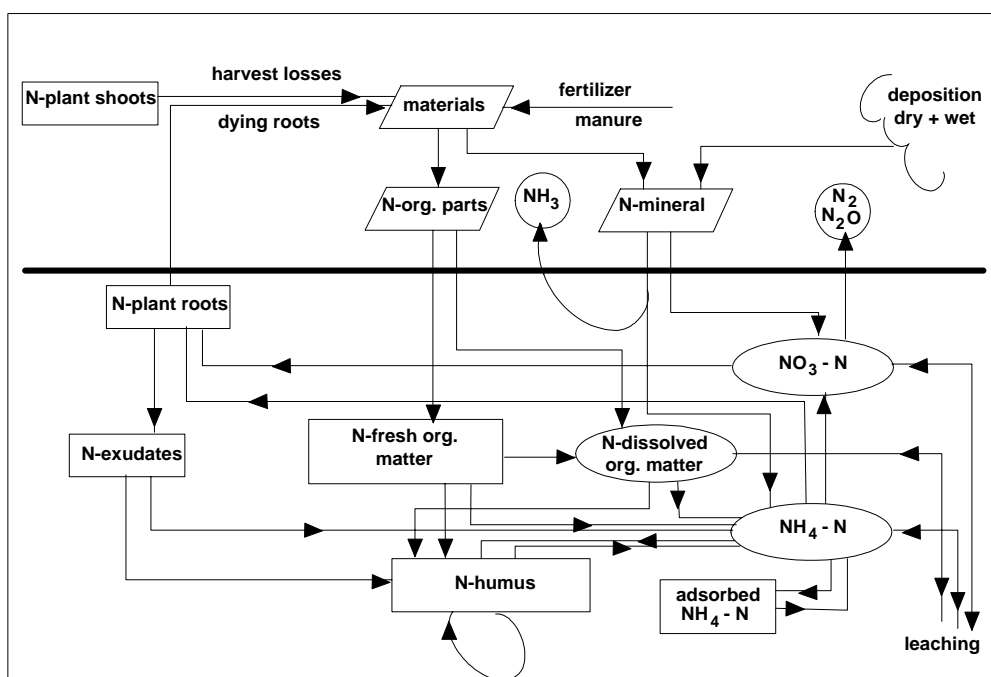 harvest losses
N-plant shoots
dying roots
materials
fertilizer
manure
deposition
dry + wet
N-org. parts
NH3
N-mineral
N2
N2O
N-plant roots
NO3 - N
N-exudates
N-fresh org.
matter
N-dissolved
org. matter
NH4 - N
N-humus
adsorbed
NH4 - N
leaching